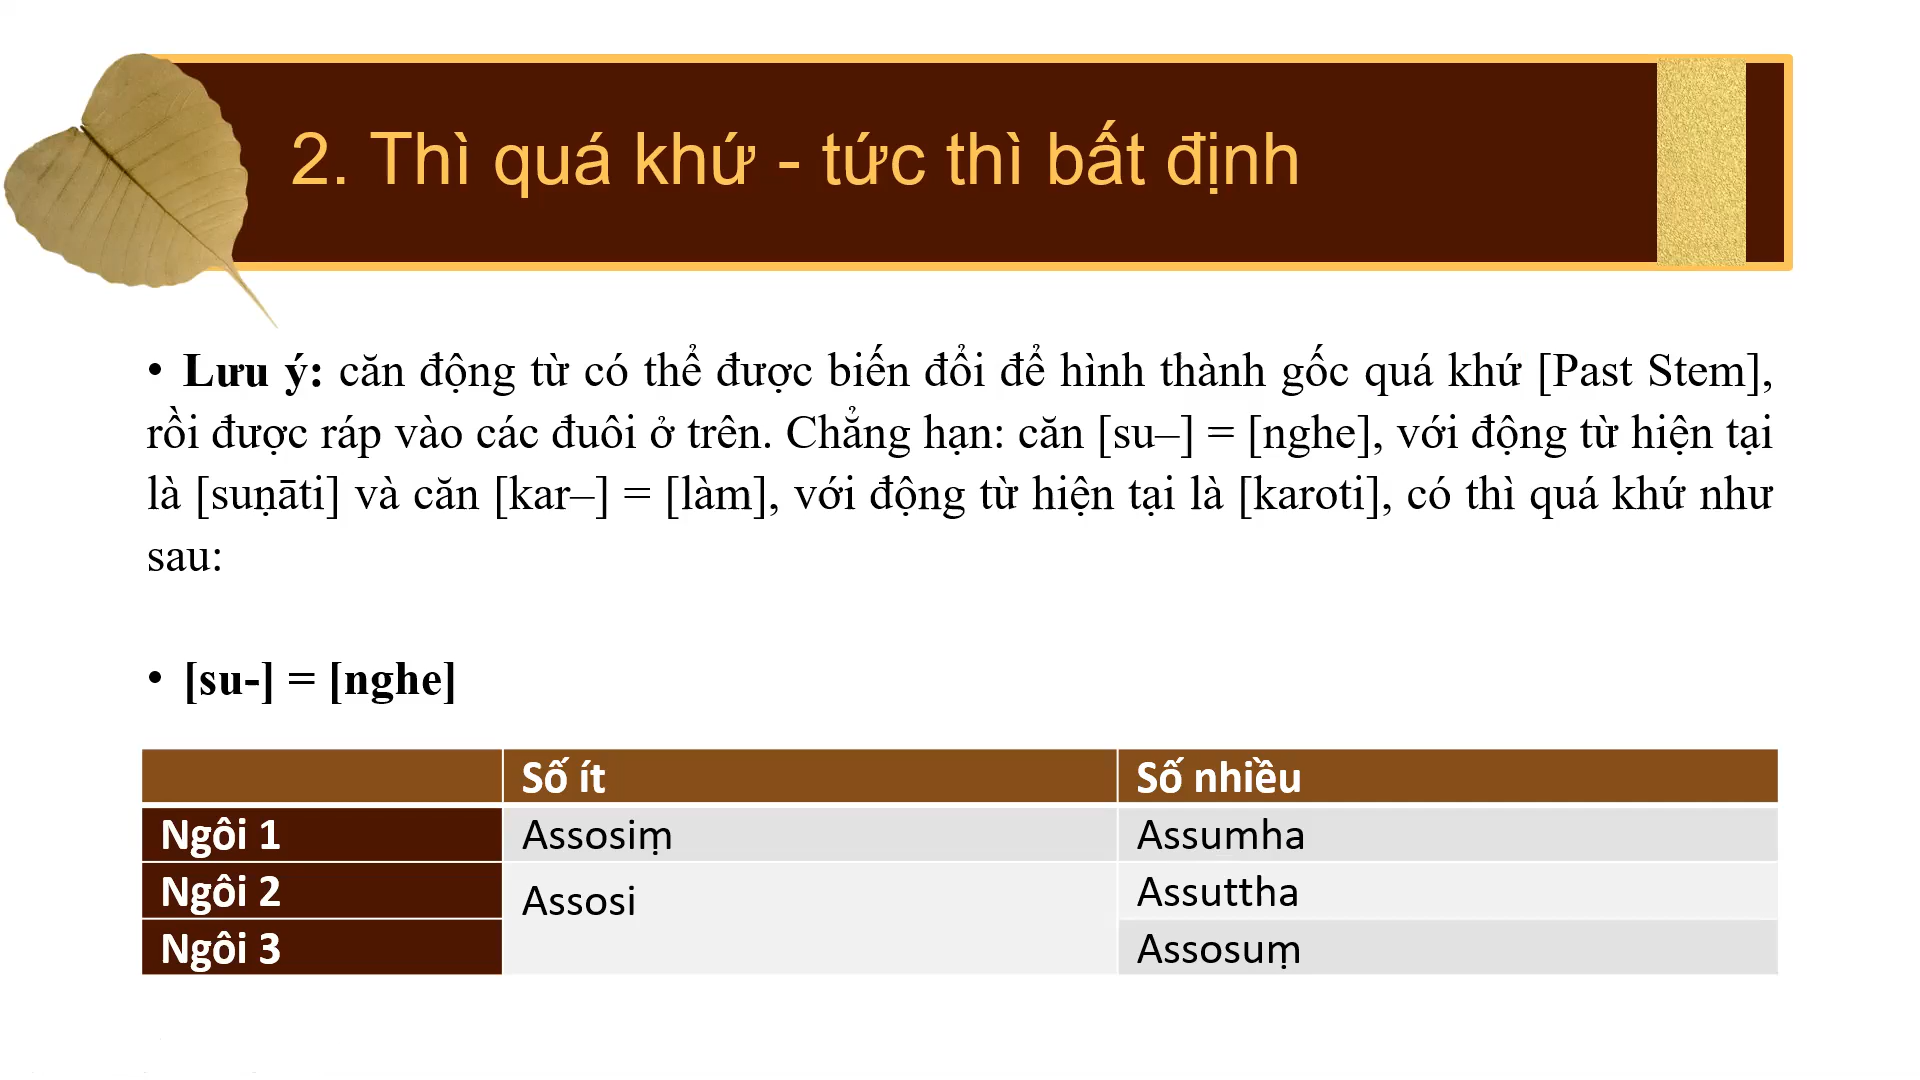 2. Thì quá khứ - tức thì bất định
• Lưu ý: căn động từ có thể được biến đổi để hình thành gốc quá khứ [Past Stem],
rồi được ráp vào các đuôi ở trên. Chẳng hạn: căn [su–] = [nghe], với động từ hiện tại
là [suṇāti] và căn [kar–] = [làm], với động từ hiện tại là [karoti], có thì quá khứ như
sau:
• [su-] = [nghe]
Số ít Số nhiều
Ngôi 1 Assosiṃ Assumha
Ngôi 2 Assosi Assuttha
Ngôi 3 Assosuṃ